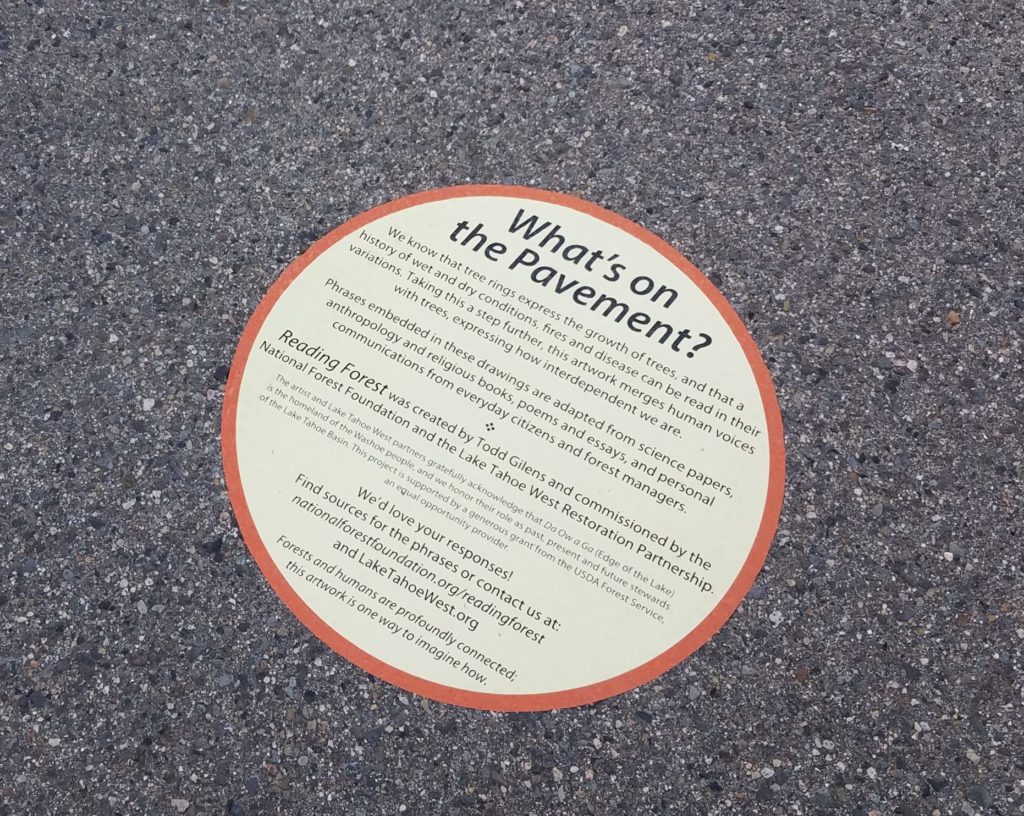 What's on
the Pavement?
We know that tree rings express the growth of trees, and that a
history of wet and dry conditions, fires and disease can be read in their
variations. Taking this a step further, this artwork merges human voices
with trees, expressing how interdependent we are.
Phrases embedded in these drawings are adapted from science papers,
anthropology and religious books, poems and essays, and personal
communications from everyday citizens and forest managers.
Reading Forest was created by Todd Gilens and commissioned by the
National Forest Foundation and the Lake Tahoe West Restoration Partnership.
The artist and Lake Tahoe West partners gratefully acknowledge that Da Ow a Ga (Edge of the Lake)
is the homeland of the Washoe people, and we honor their role as past, present and future stewards
of the Lake Tahoe Basin. This project is supported by a generous grant from the USDA Forest Service,
an equal opportunity provider.
We'd love your responses!
Find sources for the phrases or contact us at:
nationalforestfoundation.org/readingforest
and LakeTahoeWest.org
Forests and humans are profoundly connected;
this artwork is one way to imagine how.